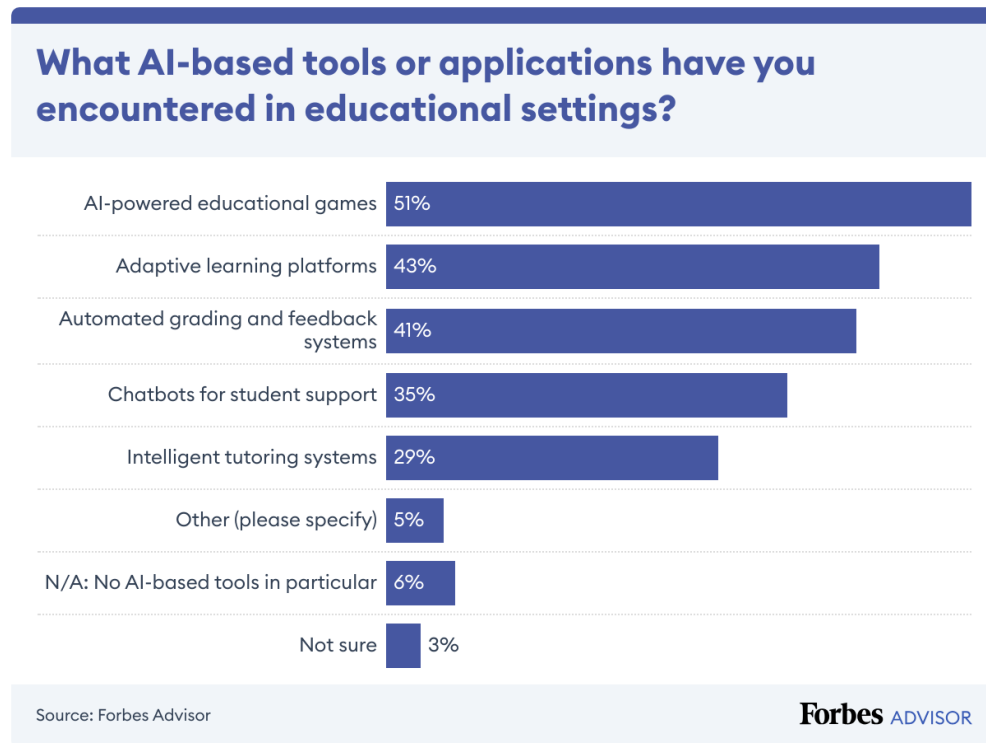 What AI-based tools or applications have you
encountered in educational settings?
AI-powered educational games 51%
Adaptive learning platforms 43%
Automated grading and feedback
systems 41%
Chatbots for student support 35%
Intelligent tutoring systems 29%
Other (please specify) 5%
N/A: No AI-based tools in particular 6%
Not sure 3%
Source: Forbes Advisor
Forbes ADVISOR